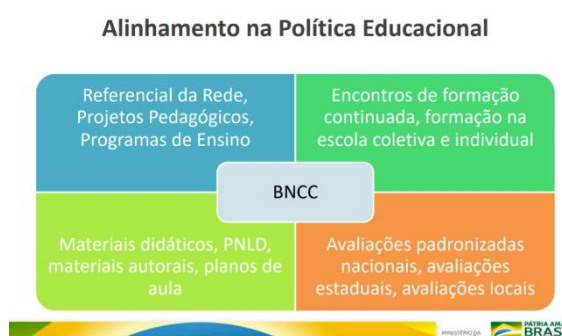 Alinhamento na Política Educacional
Referencial da Rede,
Projetos Pedagógicos,
Programas de Ensino
Encontros de formação
continuada, formação na
escola coletiva e individual
BNCC
Materiais didáticos, PNLD,
materiais autorais, planos de
aula
Avaliações padronizadas
nacionais, avaliações
estaduais, avaliações locais
MINISTÉRIO DA
PÁTRIA AM
BRAS